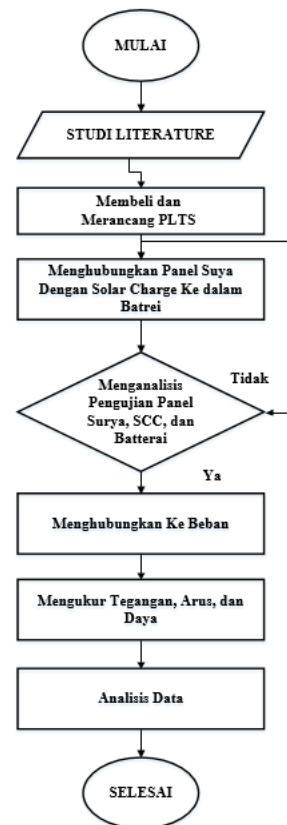 MULAI
STUDI LITERATURE
Membeli dan
Merancang PLTS
Menghubungkan Panel Suya
Dengan Solar Charge Ke dalam
Batrei
Menganalisis
Pengujian Panel
Surya, SCC, dan
Batterai
Tidak
Ya
Menghubungkan Ke Beban
Mengukur Tegangan, Arus, dan
Daya
Analisis Data
SELESAI